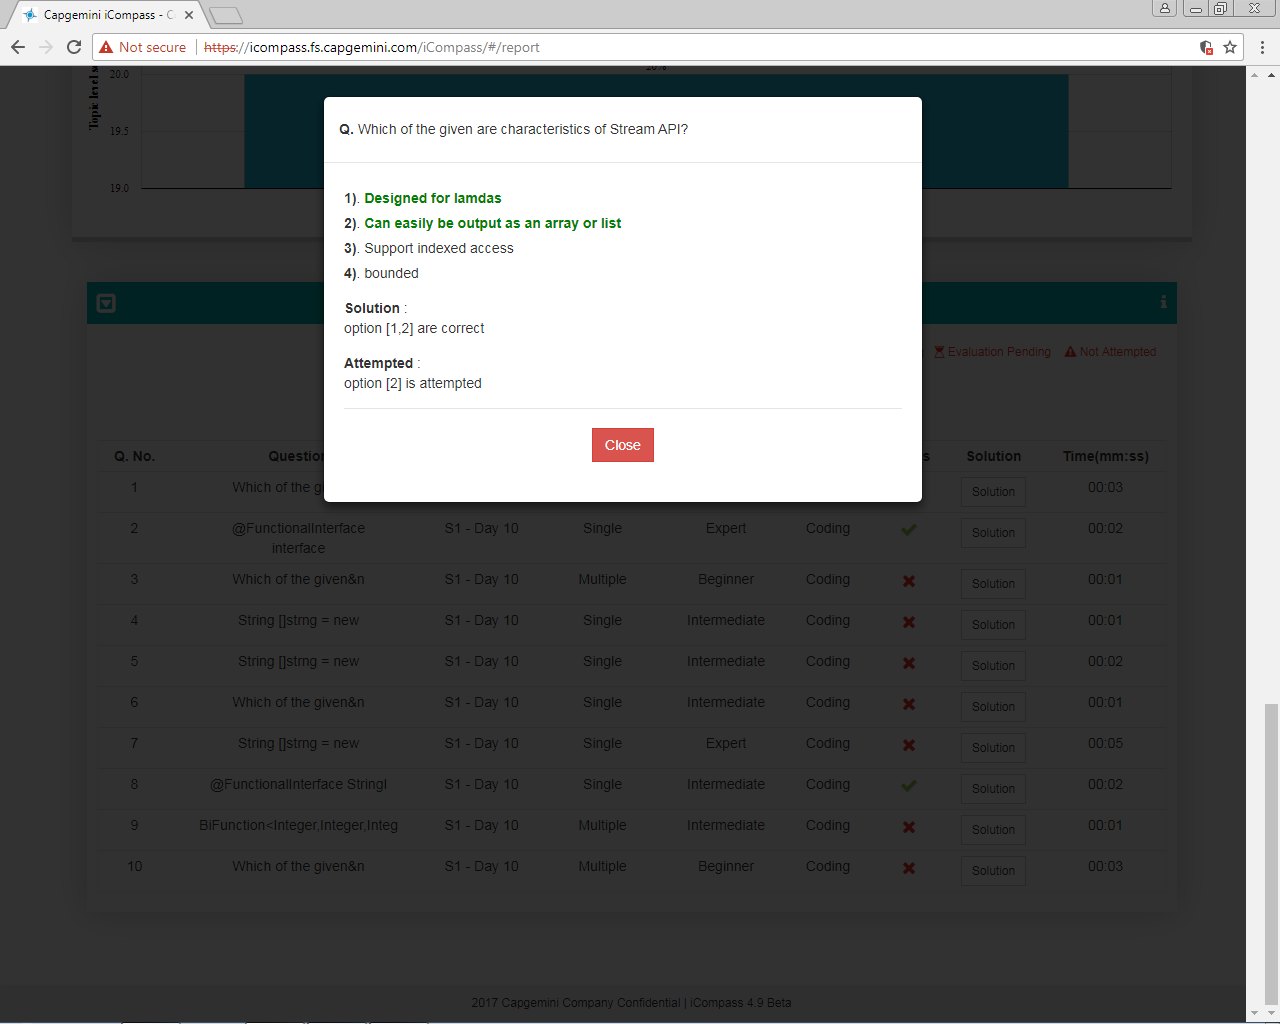 Capgemini iCompass - C
Not secure
https://icompass.fs.capgemini.com/iCompass/#/report
20.0
19.5
19.0
Topic level s
Q. Which of the given are characteristics of Stream API?
1). Designed for lamdas
2). Can easily be output as an array or list
3). Support indexed access
4). bounded
Solution :
option [1,2] are correct
Attempted :
option [2] is attempted
Close
Evaluation Pending Not Attempted
Q. No. Question Solution Time(mm:ss)
1 Which of the g Solution 00:03
2 @FunctionalInterface interface S1 - Day 10 Single Expert Coding Solution 00:02
3 Which of the given&n S1 - Day 10 Multiple Beginner Coding Solution 00:01
4 String []strng = new S1 - Day 10 Single Intermediate Coding Solution 00:01
5 String []strng = new S1 - Day 10 Single Intermediate Coding Solution 00:02
6 Which of the given&n S1 - Day 10 Single Intermediate Coding Solution 00:01
7 String []strng = new S1 - Day 10 Single Expert Coding Solution 00:05
8 @FunctionalInterface StringI S1 - Day 10 Single Intermediate Coding Solution 00:02
9 BiFunction<Integer,Integer,Integ S1 - Day 10 Multiple Intermediate Coding Solution 00:01
10 Which of the given&n S1 - Day 10 Multiple Beginner Coding Solution 00:03
2017 Capgemini Company Confidential | iCompass 4.9 Beta